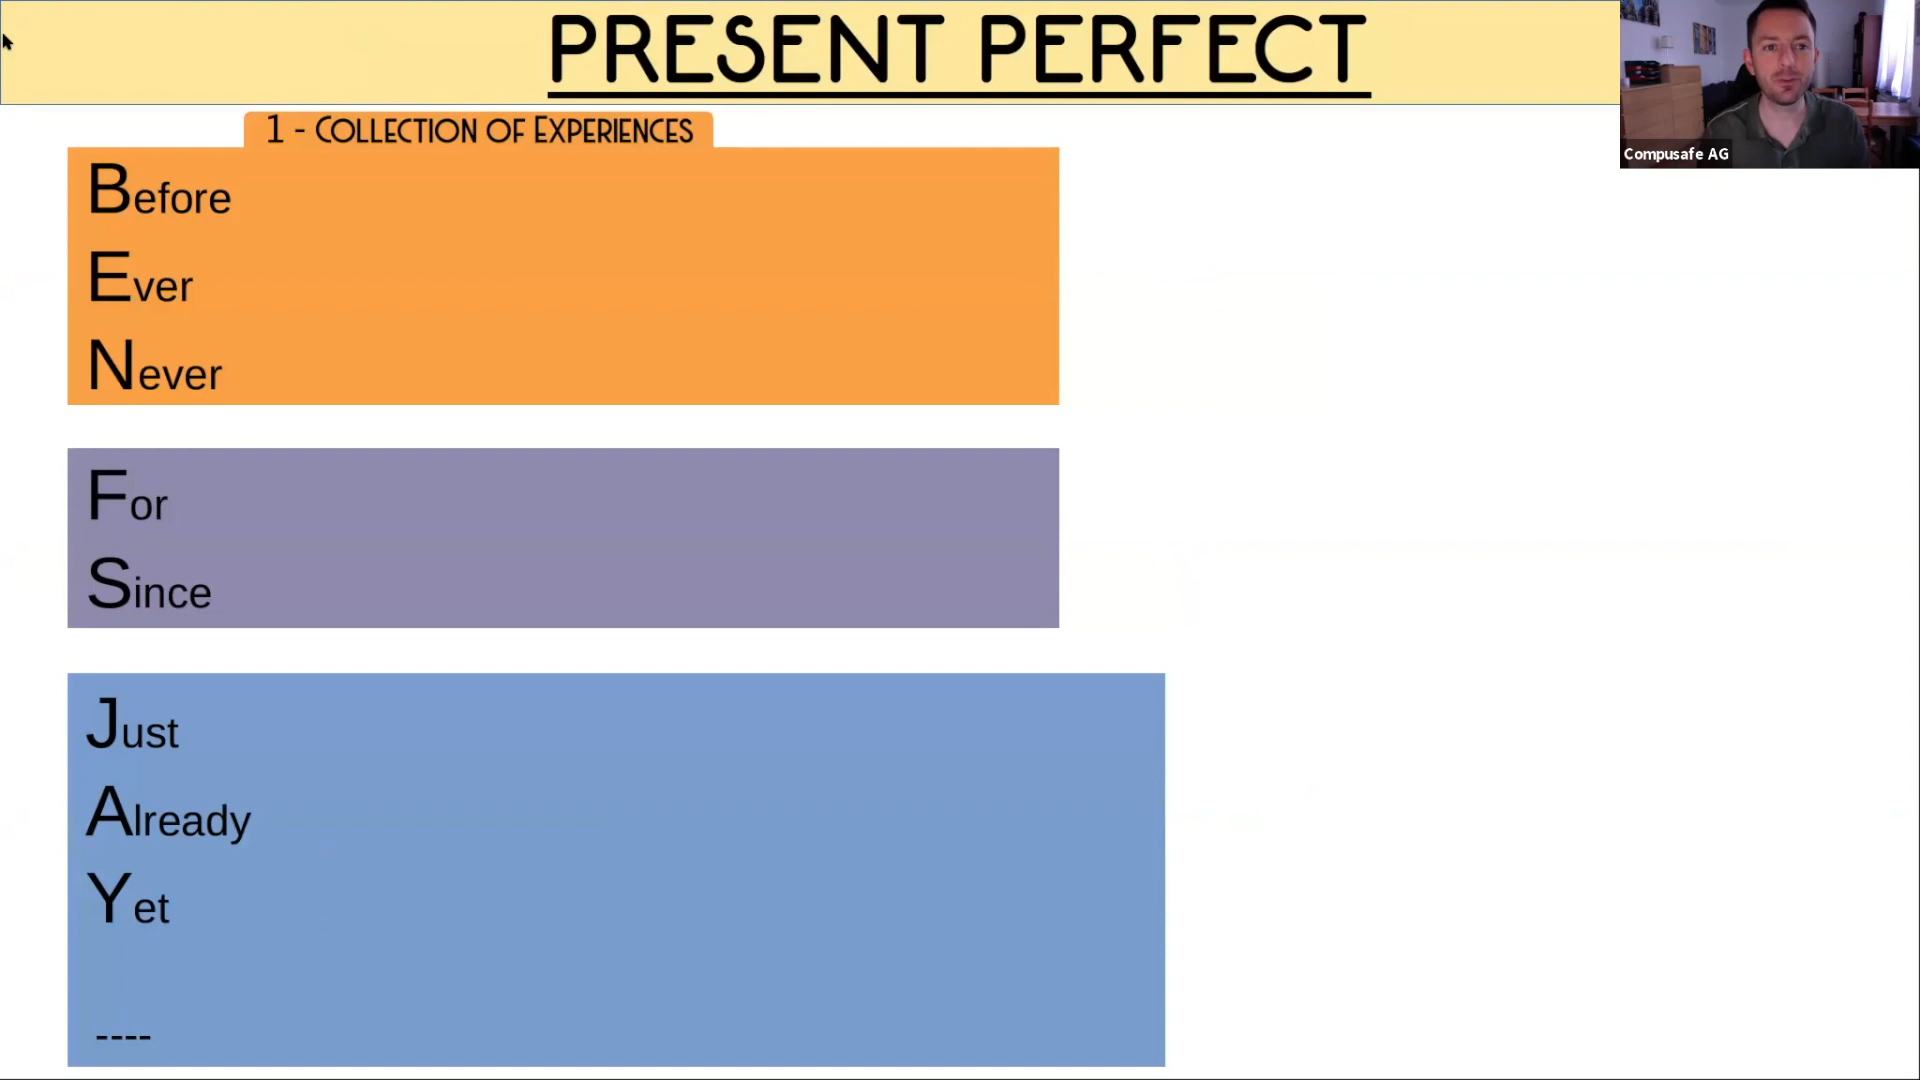 PRESENT PERFECT
Compusafe AG
1 - COLLECTION OF EXPERIENCES
Before
Ever
Never
For
Since
Just
Already
Yet
----